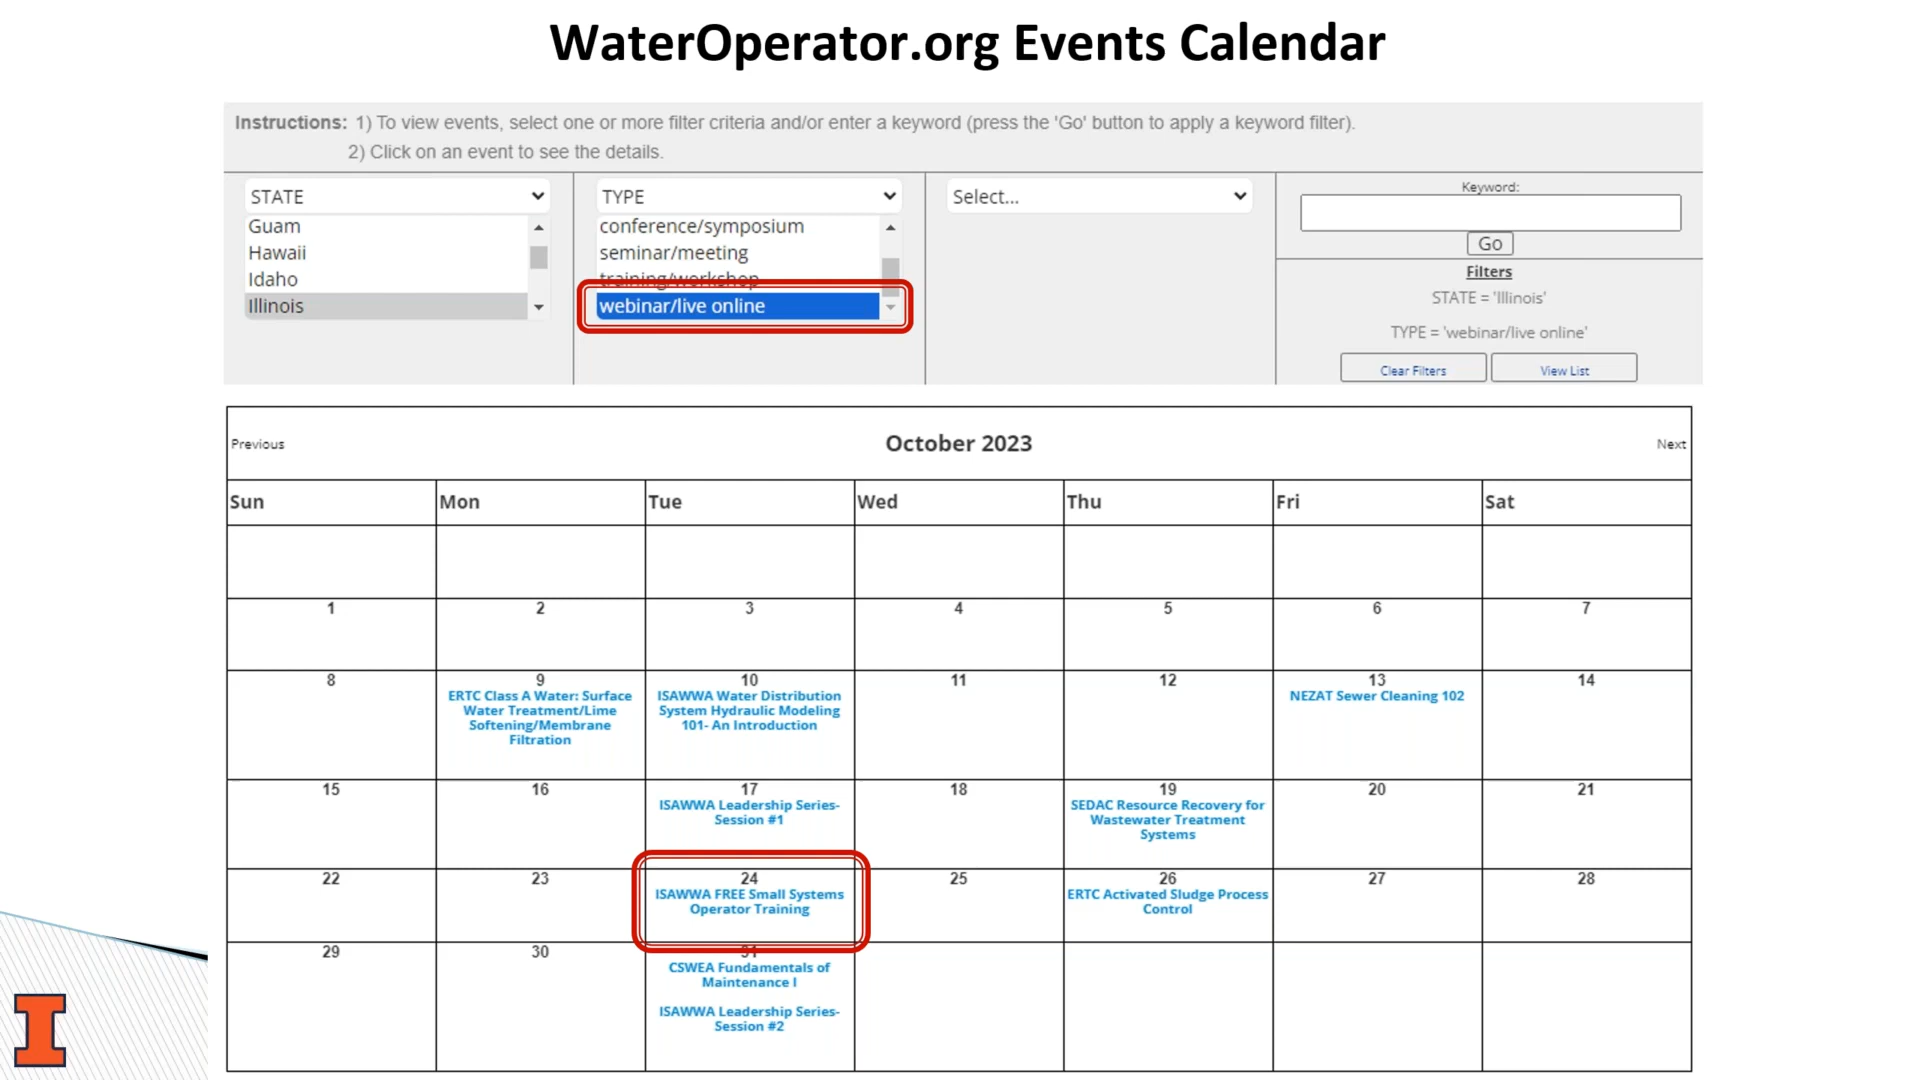 WaterOperator.org Events Calendar
Instructions: 1) To view events, select one or more filter criteria and/or enter a keyword (press the 'Go' button to apply a keyword filter).
2) Click on an event to see the details.
STATE
Guam
Hawaii
Idaho
Illinois
TYPE
conference/symposium
seminar/meeting
training/workshop
webinar/live online
Select...
Keyword:
Go
Filters
STATE = 'Illinois'
TYPE = 'webinar/live online'
Clear Filters View List
Previous October 2023 Next
Sun Mon Tue Wed Thu Fri Sat
1 2 3 4 5 6 7
8 9 10 11 12 13 14
ERTC Class A Water: Surface
Water Treatment/Lime
Softening/Membrane
Filtration
ISAWWA Water Distribution
System Hydraulic Modeling
101- An Introduction
NEZAT Sewer Cleaning 102
15 16 17 18 19 20 21
ISAWWA Leadership Series-
Session #1
SEDAC Resource Recovery for
Wastewater Treatment
Systems
22 23 24 25 26 27 28
ISAWWA FREE Small Systems
Operator Training
ERTC Activated Sludge Process
Control
29 30 31
CSWEA Fundamentals of
Maintenance I
ISAWWA Leadership Series-
Session #2
I